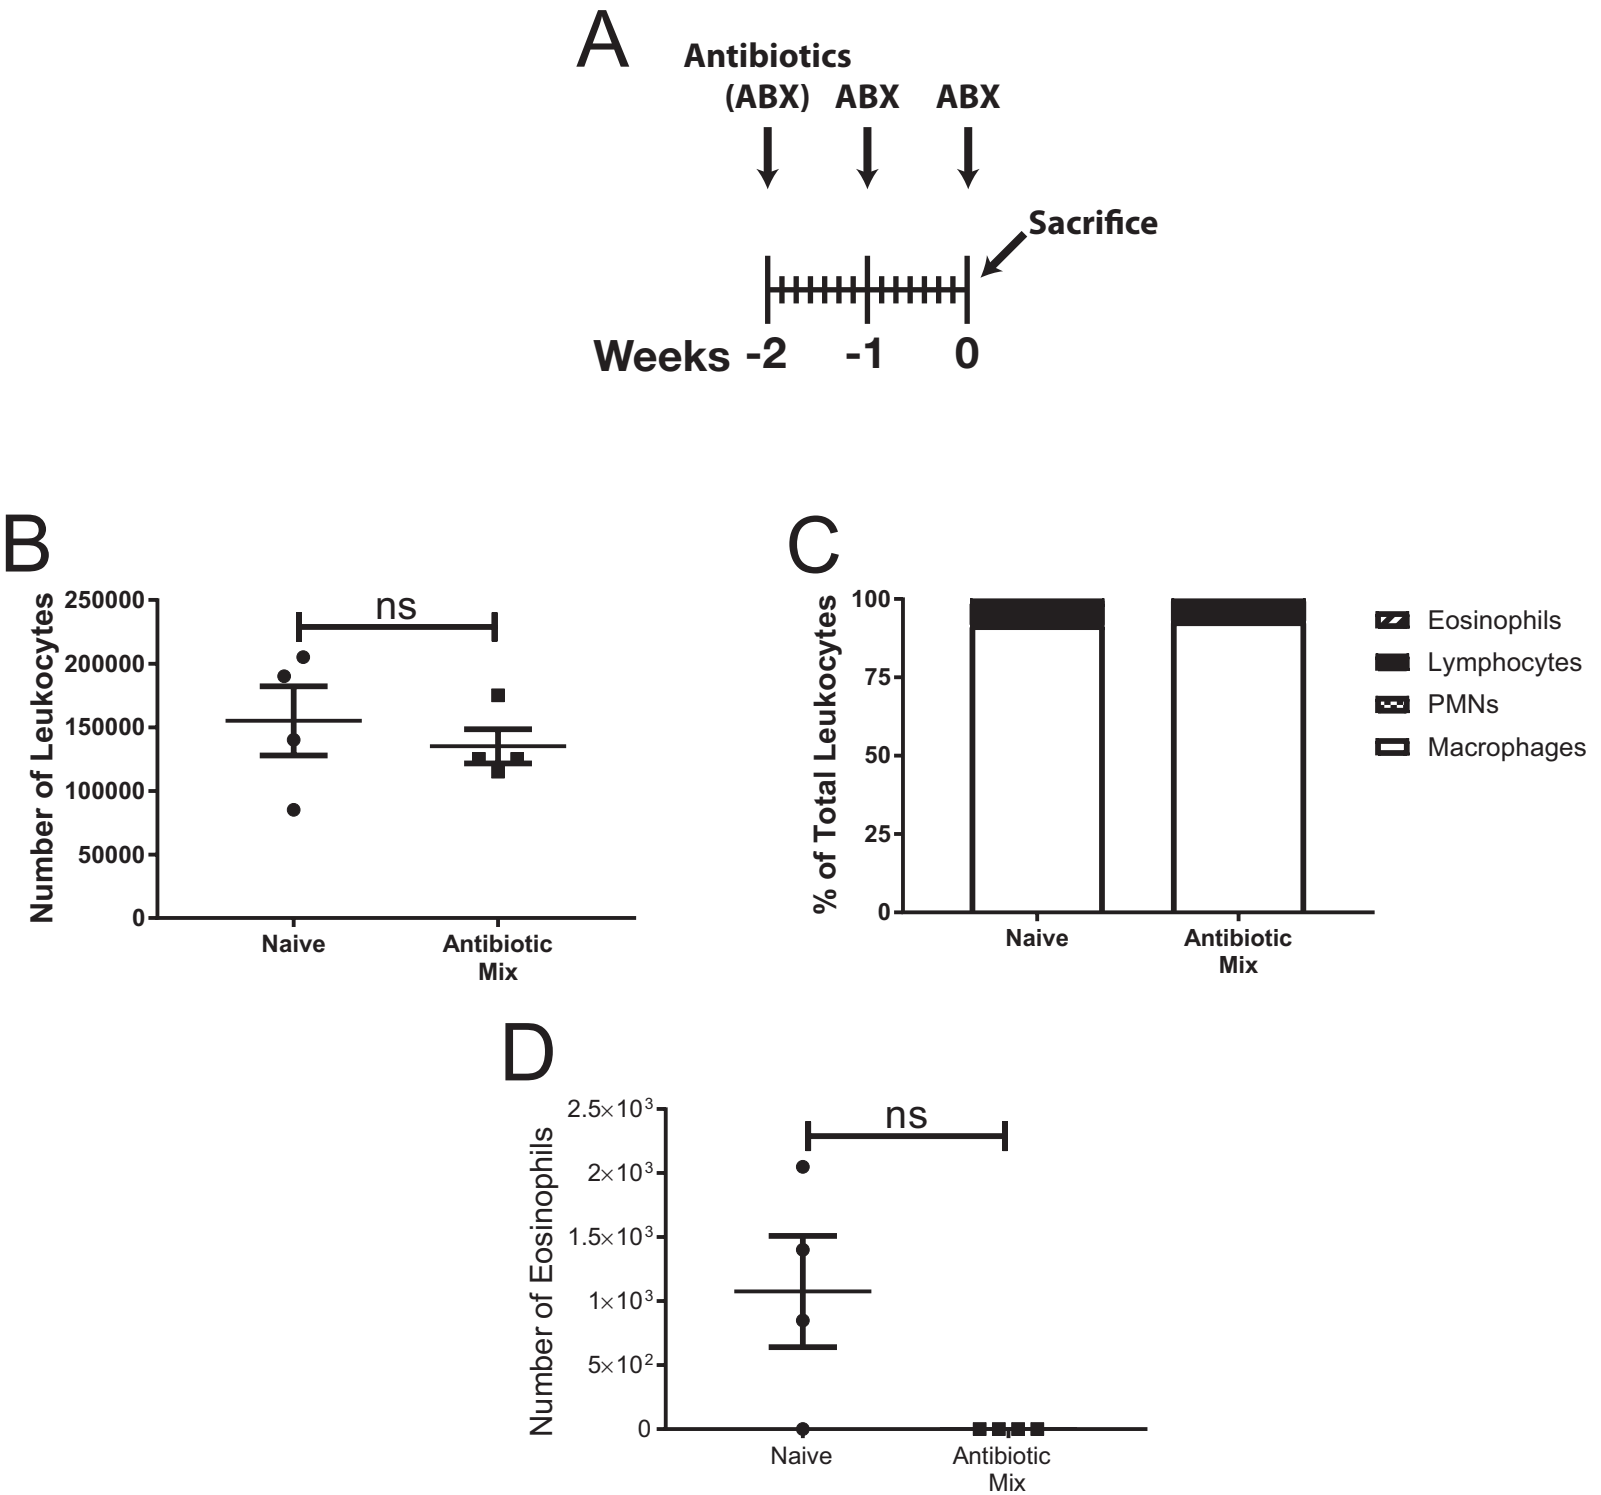 A
Antibiotics
(ABX) ABX ABX
Sacrifice
Weeks -2 -1 0
B
Number of Leukocytes
250000
200000
150000
100000
50000
0
ns
Naive
Antibiotic
Mix
C
% of Total Leukocytes
100
75
50
25
0
Naive
Antibiotic
Mix
Eosinophils
Lymphocytes
PMNs
Macrophages
D
Number of Eosinophils
2.5×10³
2×10³
1.5×10³
1×10³
5×10²
0
ns
Naive
Antibiotic
Mix